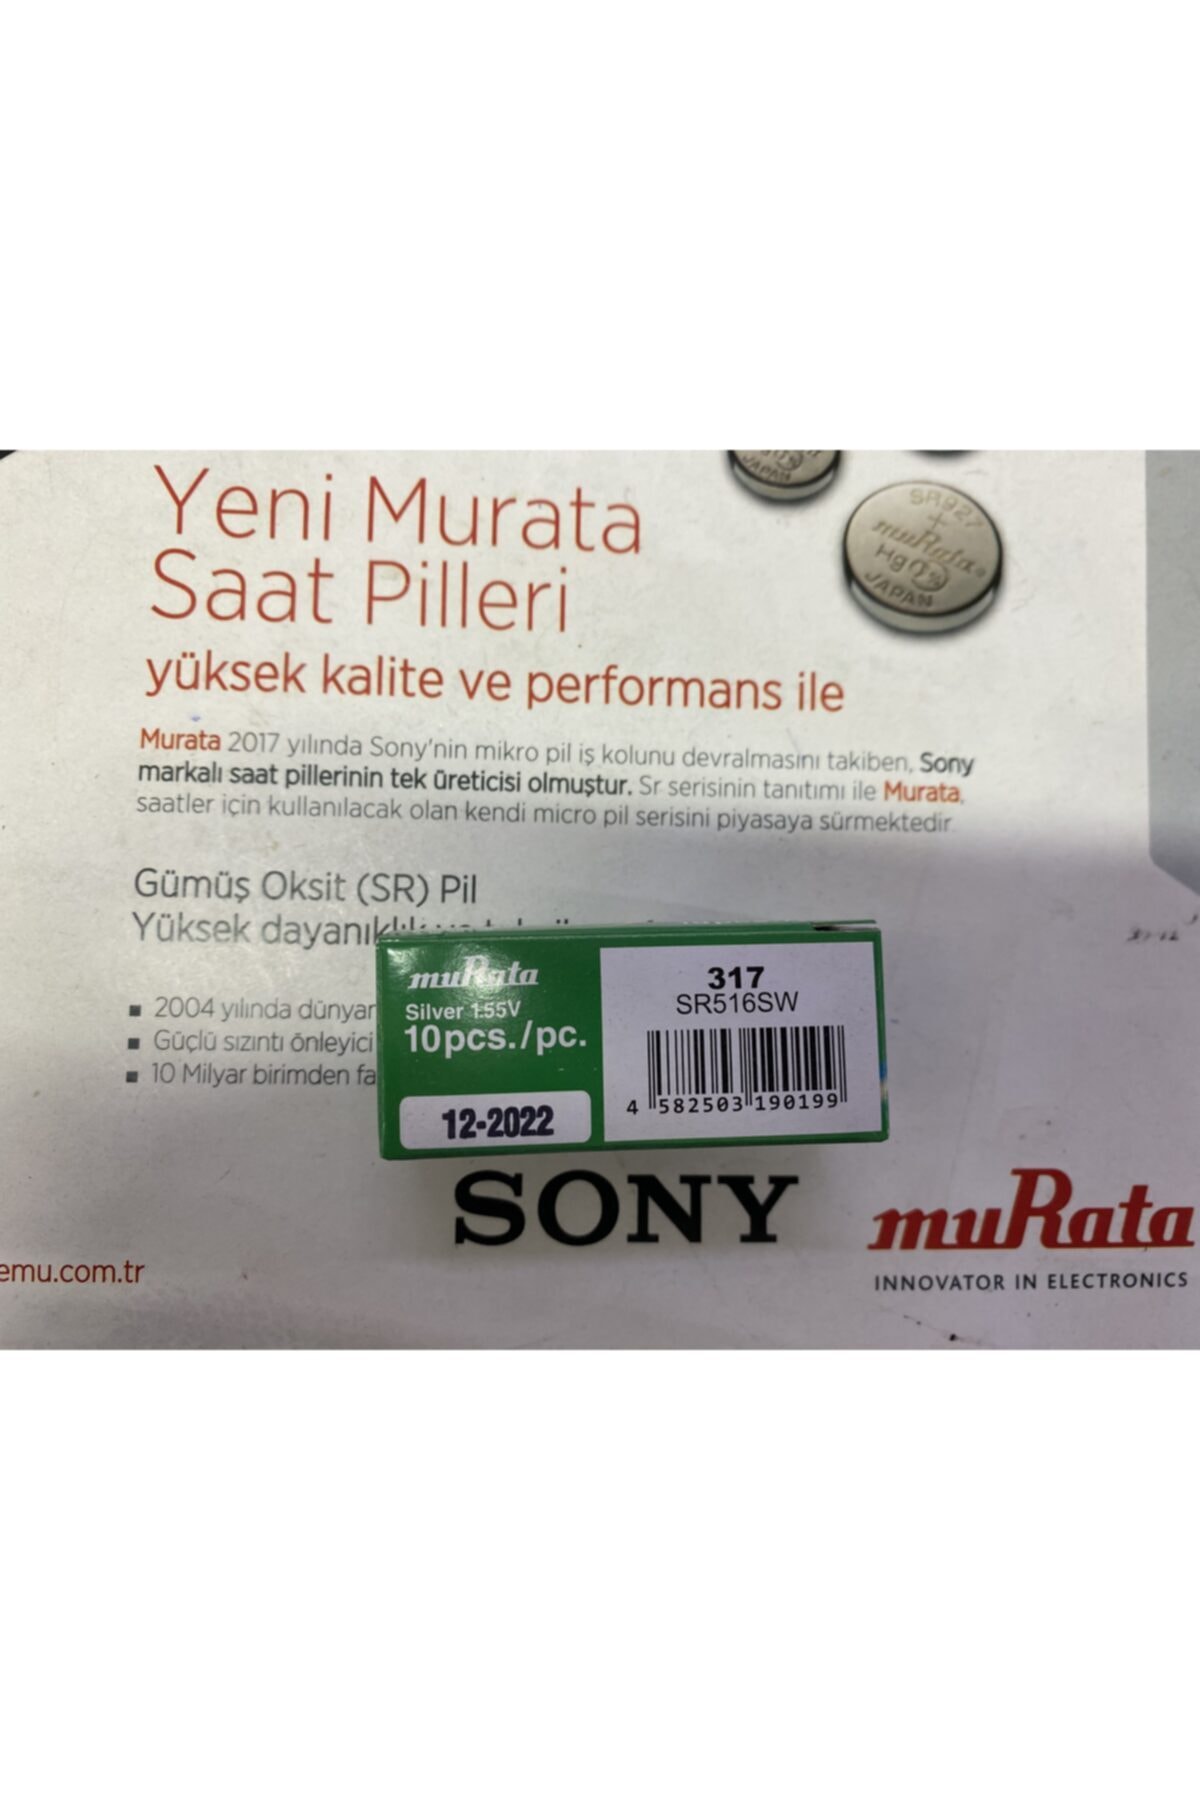 Yeni Murata
Saat Pilleri
yüksek kalite ve performans ile
Murata 2017 yılında Sony'nin mikro pil iş kolunu devralmasını takiben, Sony
markalı saat pillerinin tek üreticisi olmuştur. Sr serisinin tanıtımı ile Murata,
saatler için kullanılacak olan kendi micro pil serisini piyasaya sürmektedir.
JAPAN
SR927
+
muRata
Hg 0%
JAPAN
Gümüş Oksit (SR) Pil
Yüksek
2004 yılında
Güçlü sızıntı önleyici
10 Milyar birimden
muRata
Silver 1.55V
10pcs./pc.
12-2022
317
SR516SW
4 582503 190199
SONY
muRata
INNOVATOR IN ELECTRONICS
emu.com.tr